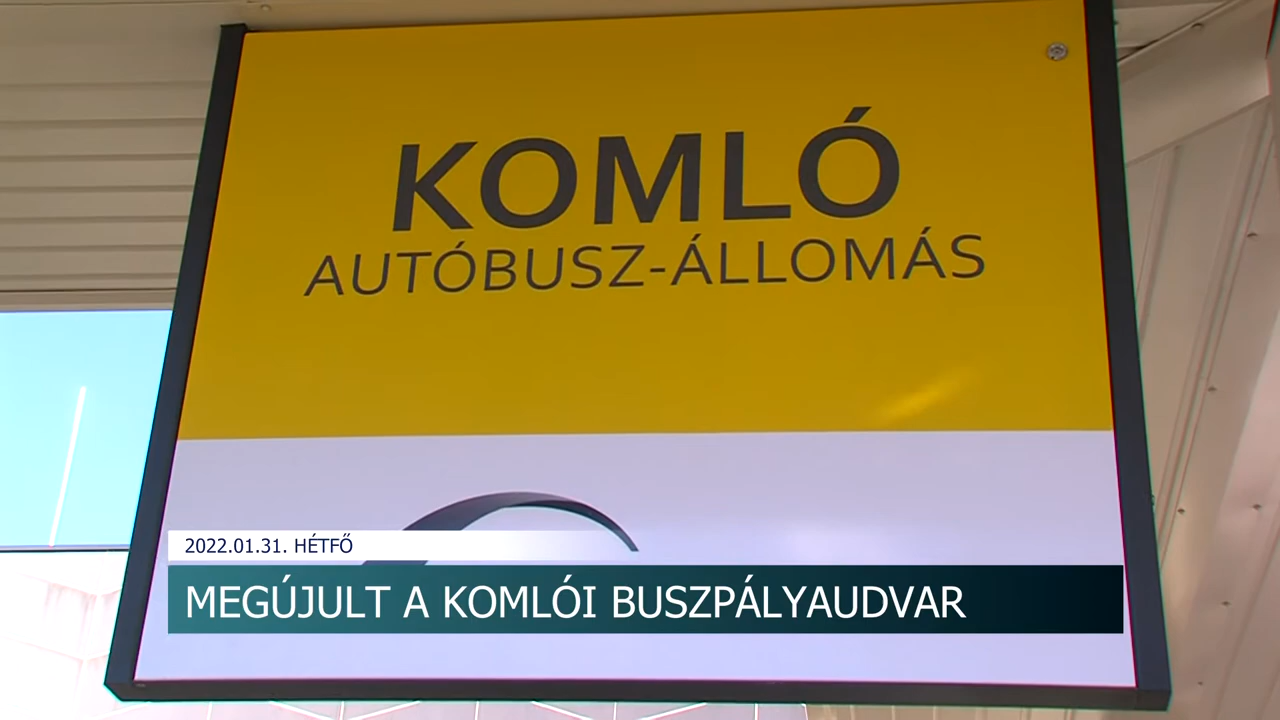 KOMLÓ
AUTÓBUSZ-ÁLLOMÁS
2022.01.31. HÉTFŐ
MEGÚJULT A KOMLÓI BUSZPÁLYAUDVAR